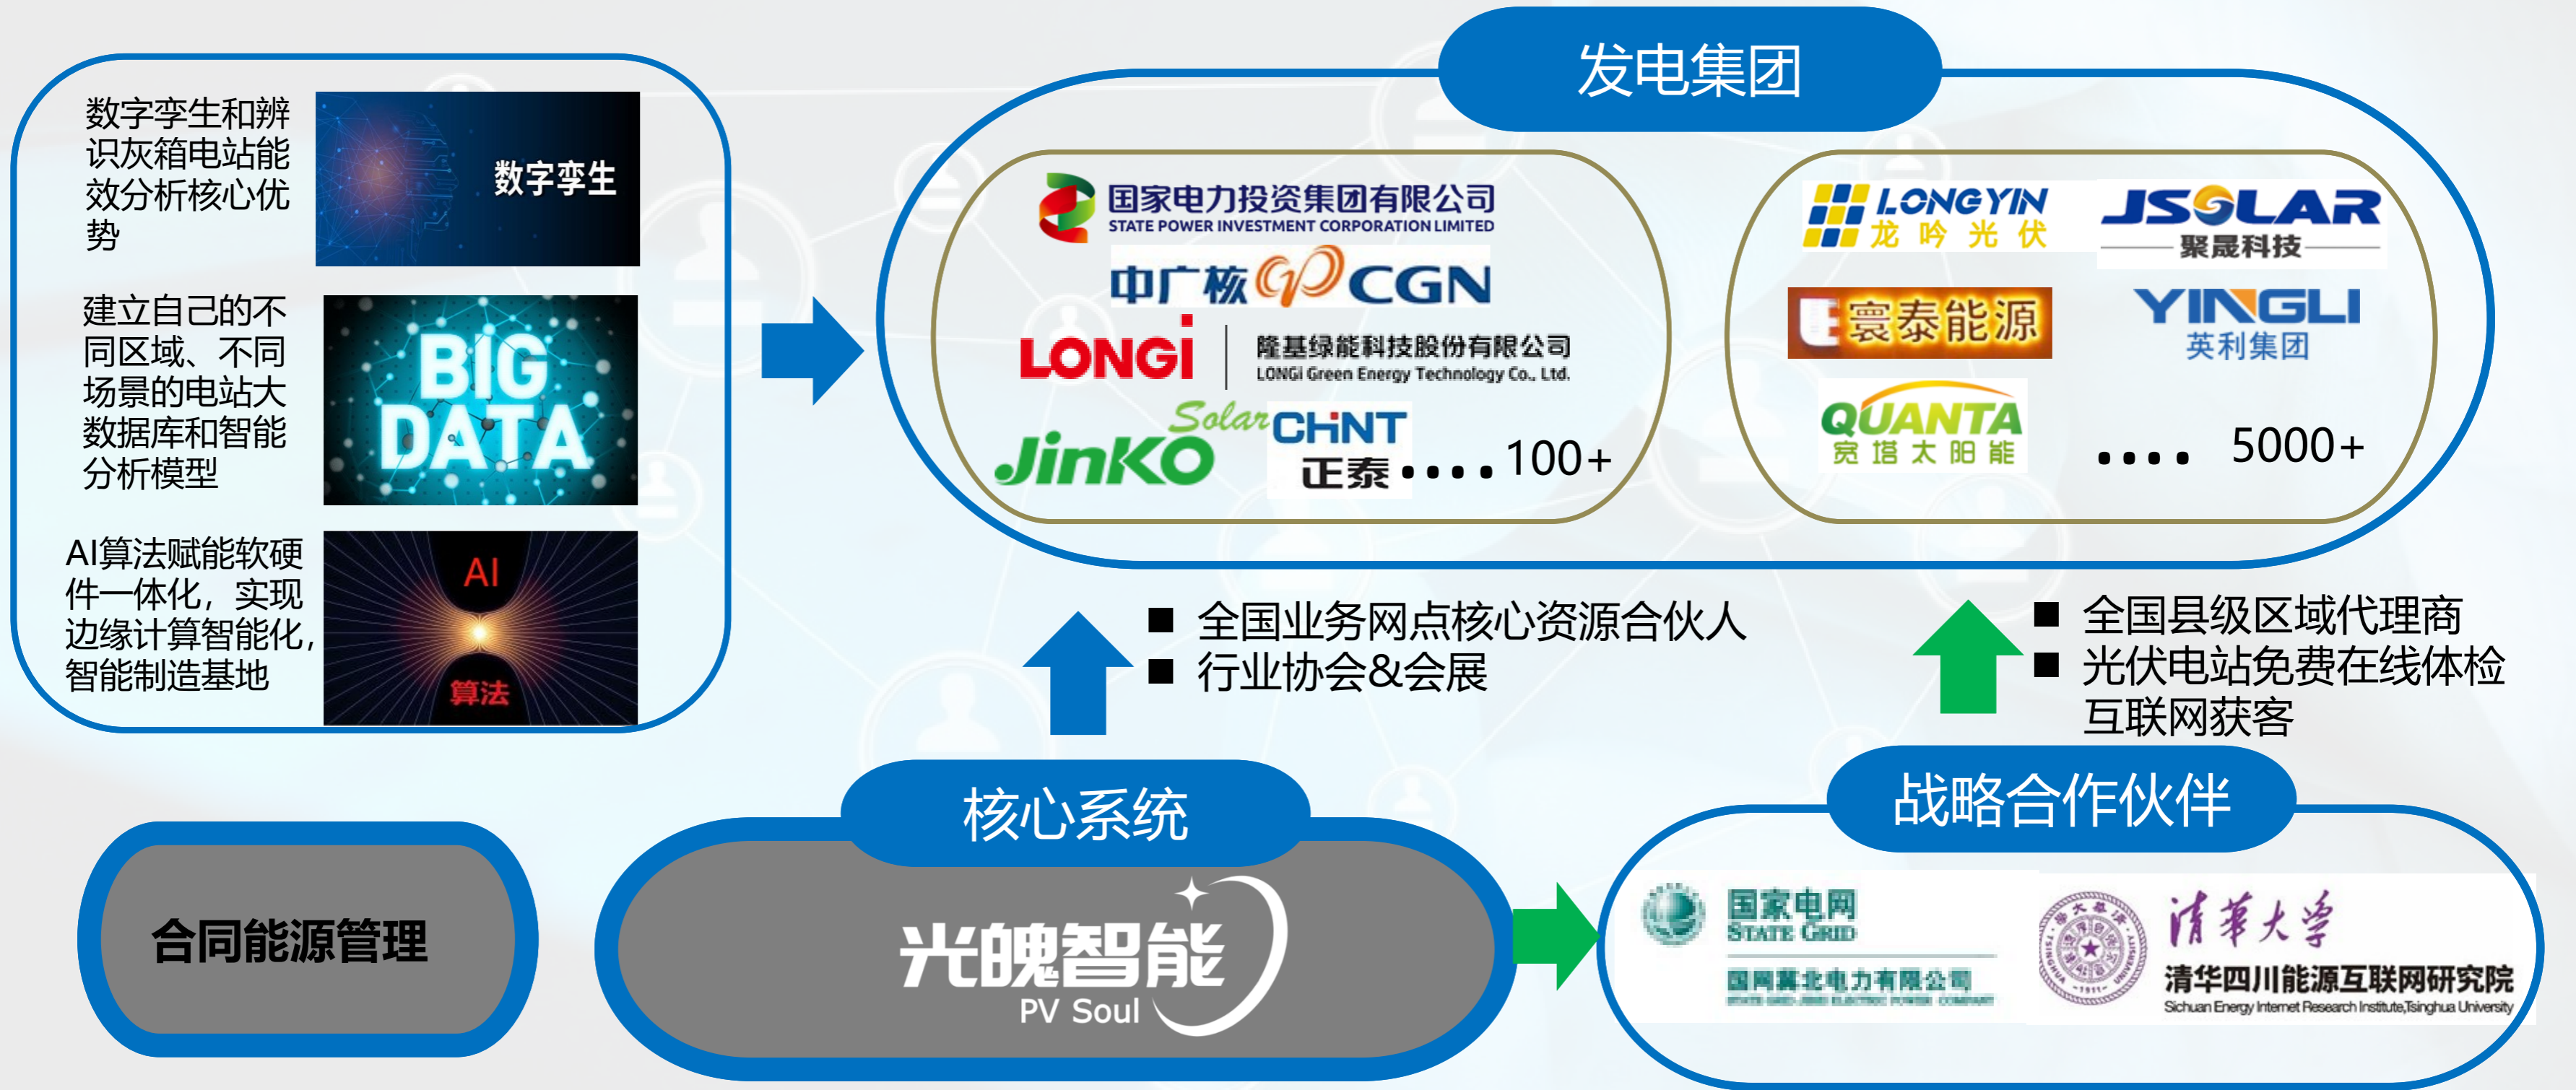 数字孪生和辨
识灰箱电站能
效分析核心优
势
数字孪生
建立自己的不
同区域、不同
场景的电站大
数据库和智能
分析模型
BIG
DATA
AI算法赋能软硬
件一体化，实现
边缘计算智能化，
智能制造基地
AI
算法
发电集团
国家电力投资集团有限公司
STATE POWER INVESTMENT CORPORATION LIMITED
中广核 CGN
LONGi
隆基绿能科技股份有限公司
LONGi Green Energy Technology Co., Ltd.
JinKO Solar
CHiNT
正泰
....100+
LONGYIN
龙吟光伏
JSOLAR
聚晟科技
寰泰能源
YINGLI
英利集团
QUANTA
宽塔太阳能
.... 5000+
■ 全国业务网点核心资源合伙人
■ 行业协会&会展
■ 全国县级区域代理商
■ 光伏电站免费在线体检
互联网获客
合同能源管理
核心系统
光魄智能
PV Soul
战略合作伙伴
国家电网
STATE GRID
国网冀北电力有限公司
STATE GRID JIBEI ELECTRIC POWER COMPANY
清華大学
TSINGHUA UNIVERSITY
-1911-
清华四川能源互联网研究院
Sichuan Energy Internet Research Institute,Tsinghua University